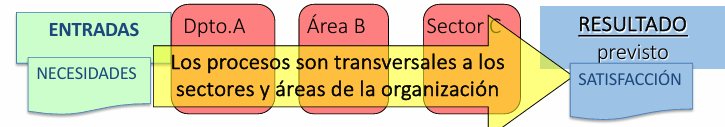 ENTRADAS
NECESIDADES
Dpto.A
Área B
Sector C
Los procesos son transversales a los
sectores y áreas de la organización
RESULTADO
previsto
SATISFACCIÓN